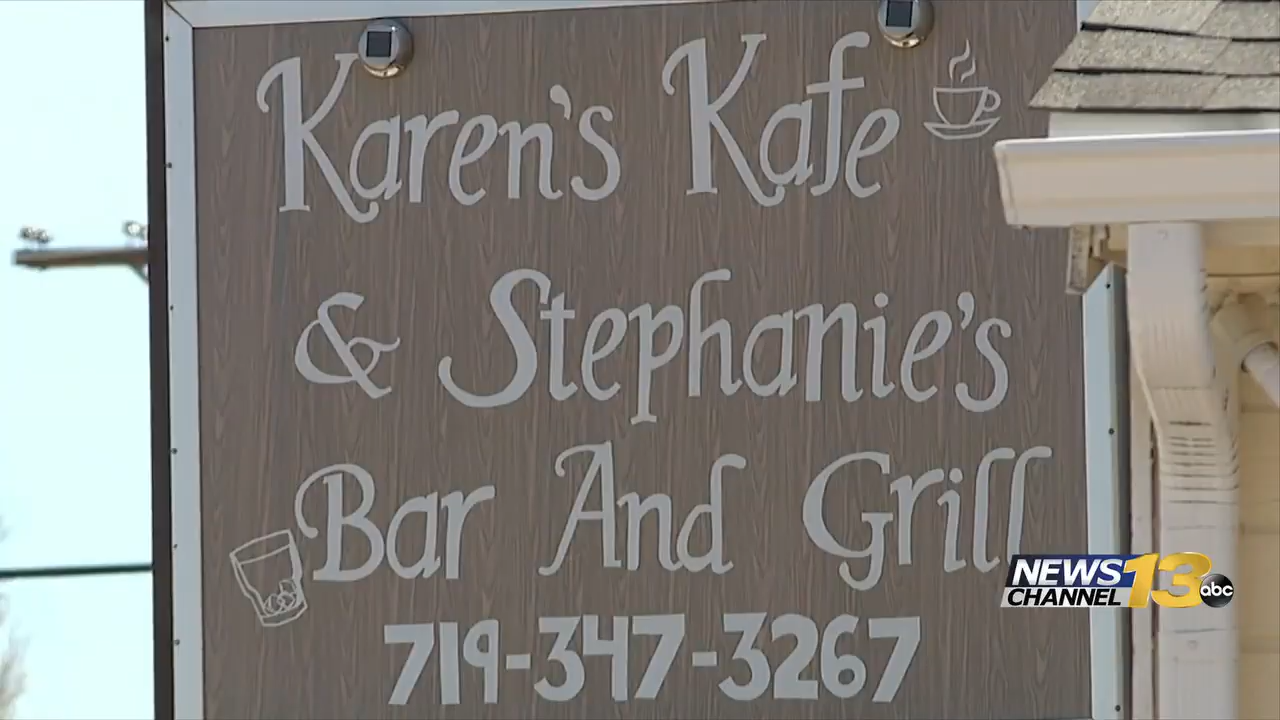 Karen's Kafe
& Stephanie's
Bar And Grill
719-347-3267
NEWS 13
CHANNEL abc